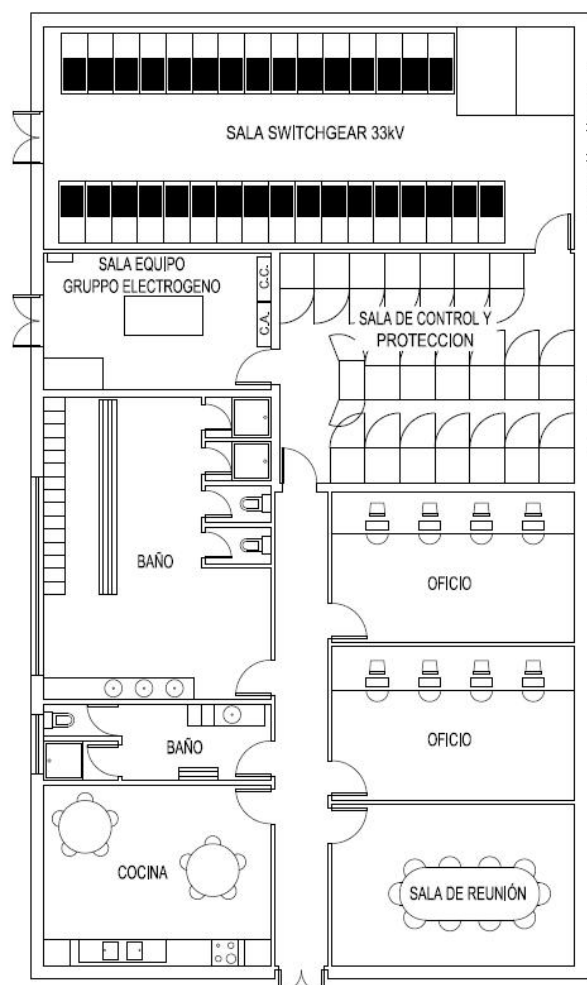 SALA SWITCHGEAR 33kV
SALA EQUIPO
GRUPPO ELECTROGENO
C.C.
C.A.
SALA DE CONTROL Y
PROTECCION
BAÑO
OFICIO
BAÑO
OFICIO
COCINA
SALA DE REUNIÓN